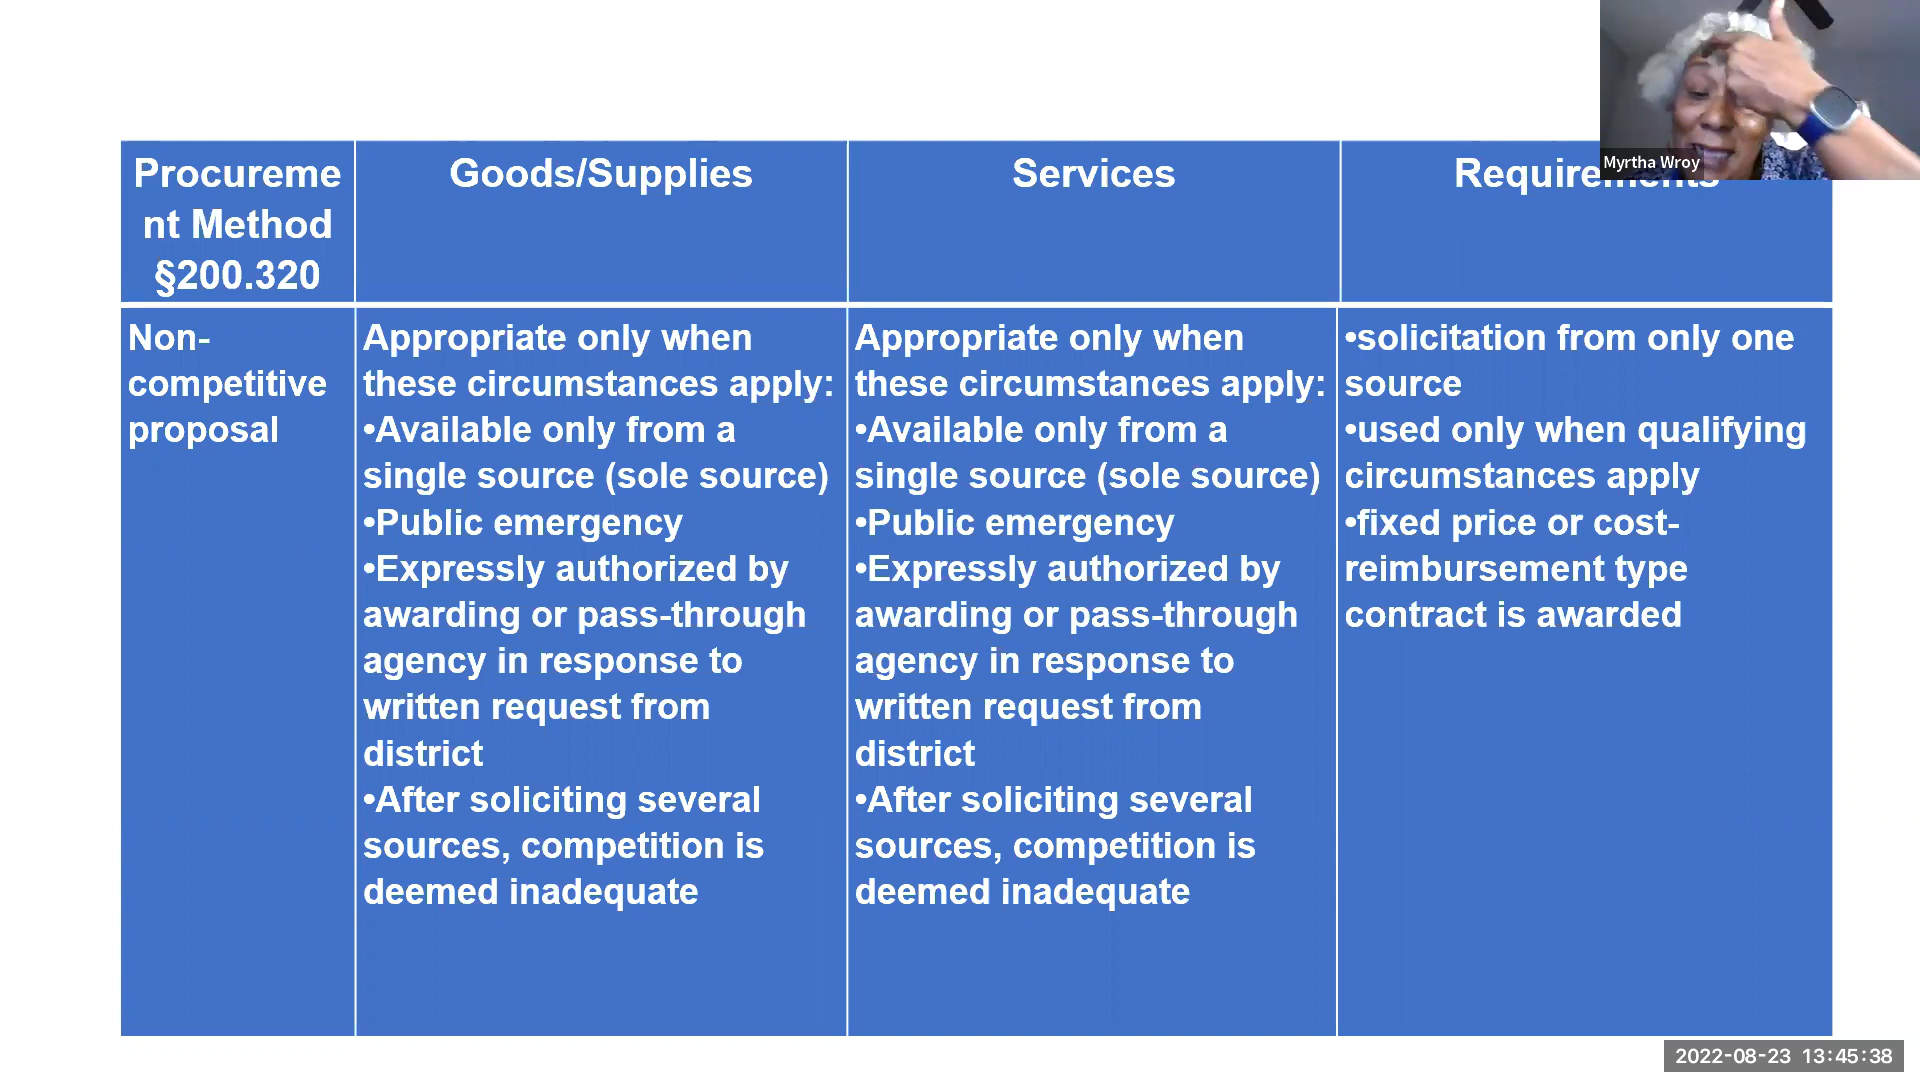 Procureme
nt Method
§200.320
Goods/Supplies
Services
Requirements
Myrtha Wroy
Non-
competitive
proposal
Appropriate only when
these circumstances apply:
•Available only from a
single source (sole source)
•Public emergency
•Expressly authorized by
awarding or pass-through
agency in response to
written request from
district
•After soliciting several
sources, competition is
deemed inadequate
Appropriate only when
these circumstances apply:
•Available only from a
single source (sole source)
•Public emergency
•Expressly authorized by
awarding or pass-through
agency in response to
written request from
district
•After soliciting several
sources, competition is
deemed inadequate
•solicitation from only one
source
•used only when qualifying
circumstances apply
•fixed price or cost-
reimbursement type
contract is awarded
2022-08-23 13:45:38